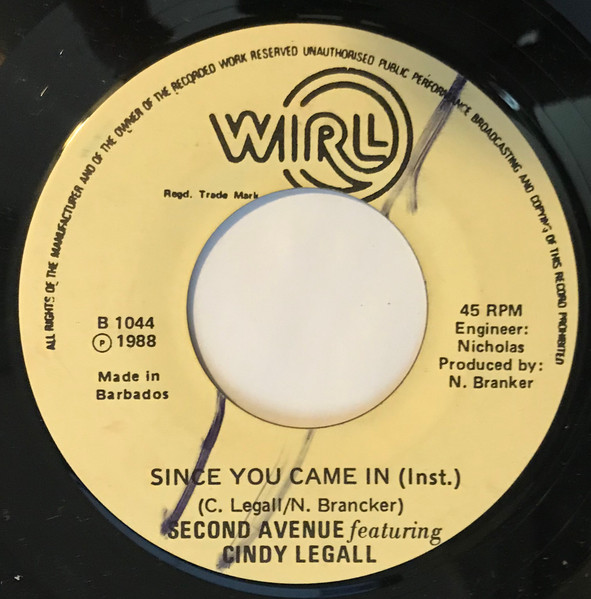 ALL RIGHTS OF THE MANUFACTURER AND OF THE OWNER OF THE RECORDED WORK RESERVED UNAUTHORISED PUBLIC PERFORMANCE BROADCASTING AND COPYING OF THIS RECORD PROHIBITED
WIRL
Regd. Trade Mark
B 1044
℗ 1988
Made in
Barbados
45 RPM
Engineer:
Nicholas
Produced by:
N. Branker
SINCE YOU CAME IN (Inst.)
(C. Legall/N. Brancker)
SECOND AVENUE featuring
CINDY LEGALL